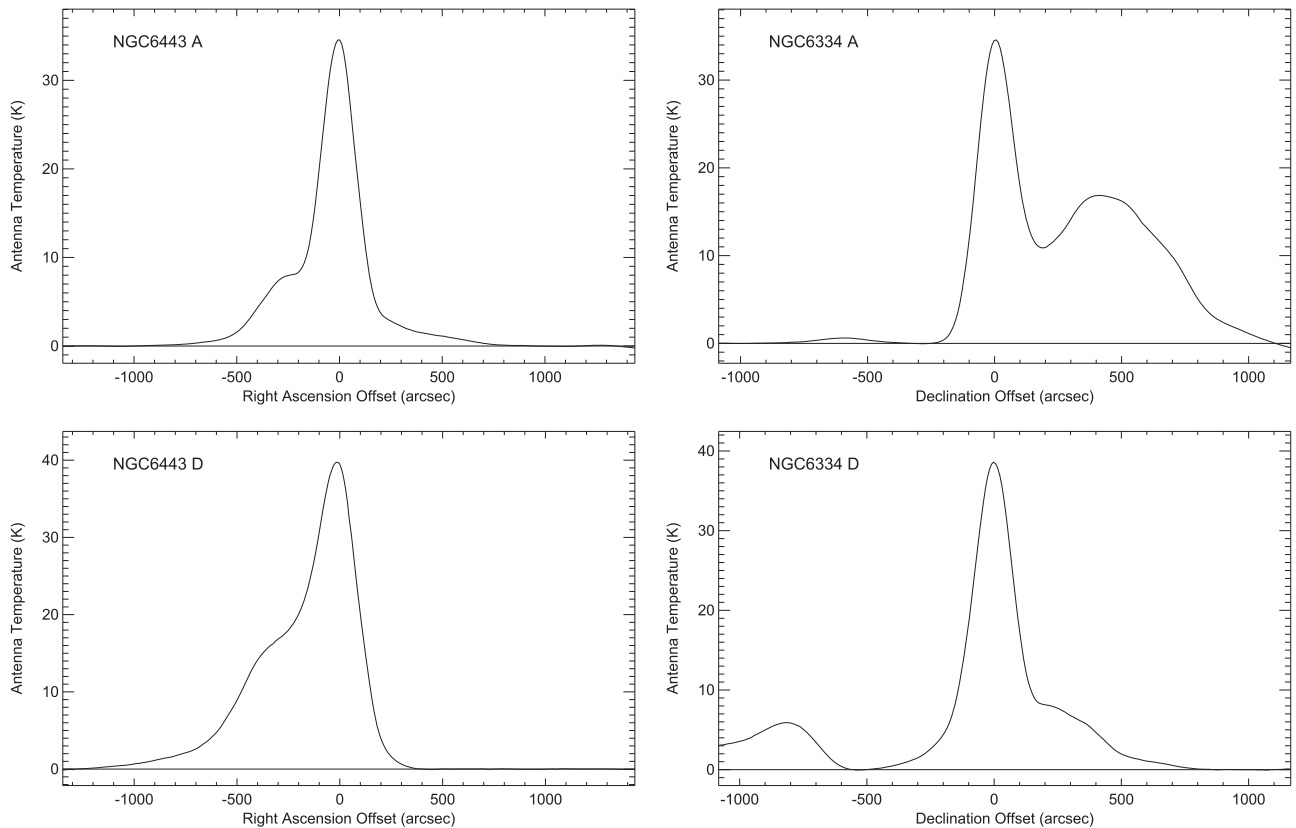 NGC6443 A
Antenna Temperature (K)
30
20
10
0
-1000 -500 0 500 1000
Right Ascension Offset (arcsec)
NGC6334 A
Antenna Temperature (K)
30
20
10
0
-1000 -500 0 500 1000
Declination Offset (arcsec)
NGC6443 D
Antenna Temperature (K)
40
30
20
10
0
-1000 -500 0 500 1000
Right Ascension Offset (arcsec)
NGC6334 D
Antenna Temperature (K)
40
30
20
10
0
-1000 -500 0 500 1000
Declination Offset (arcsec)